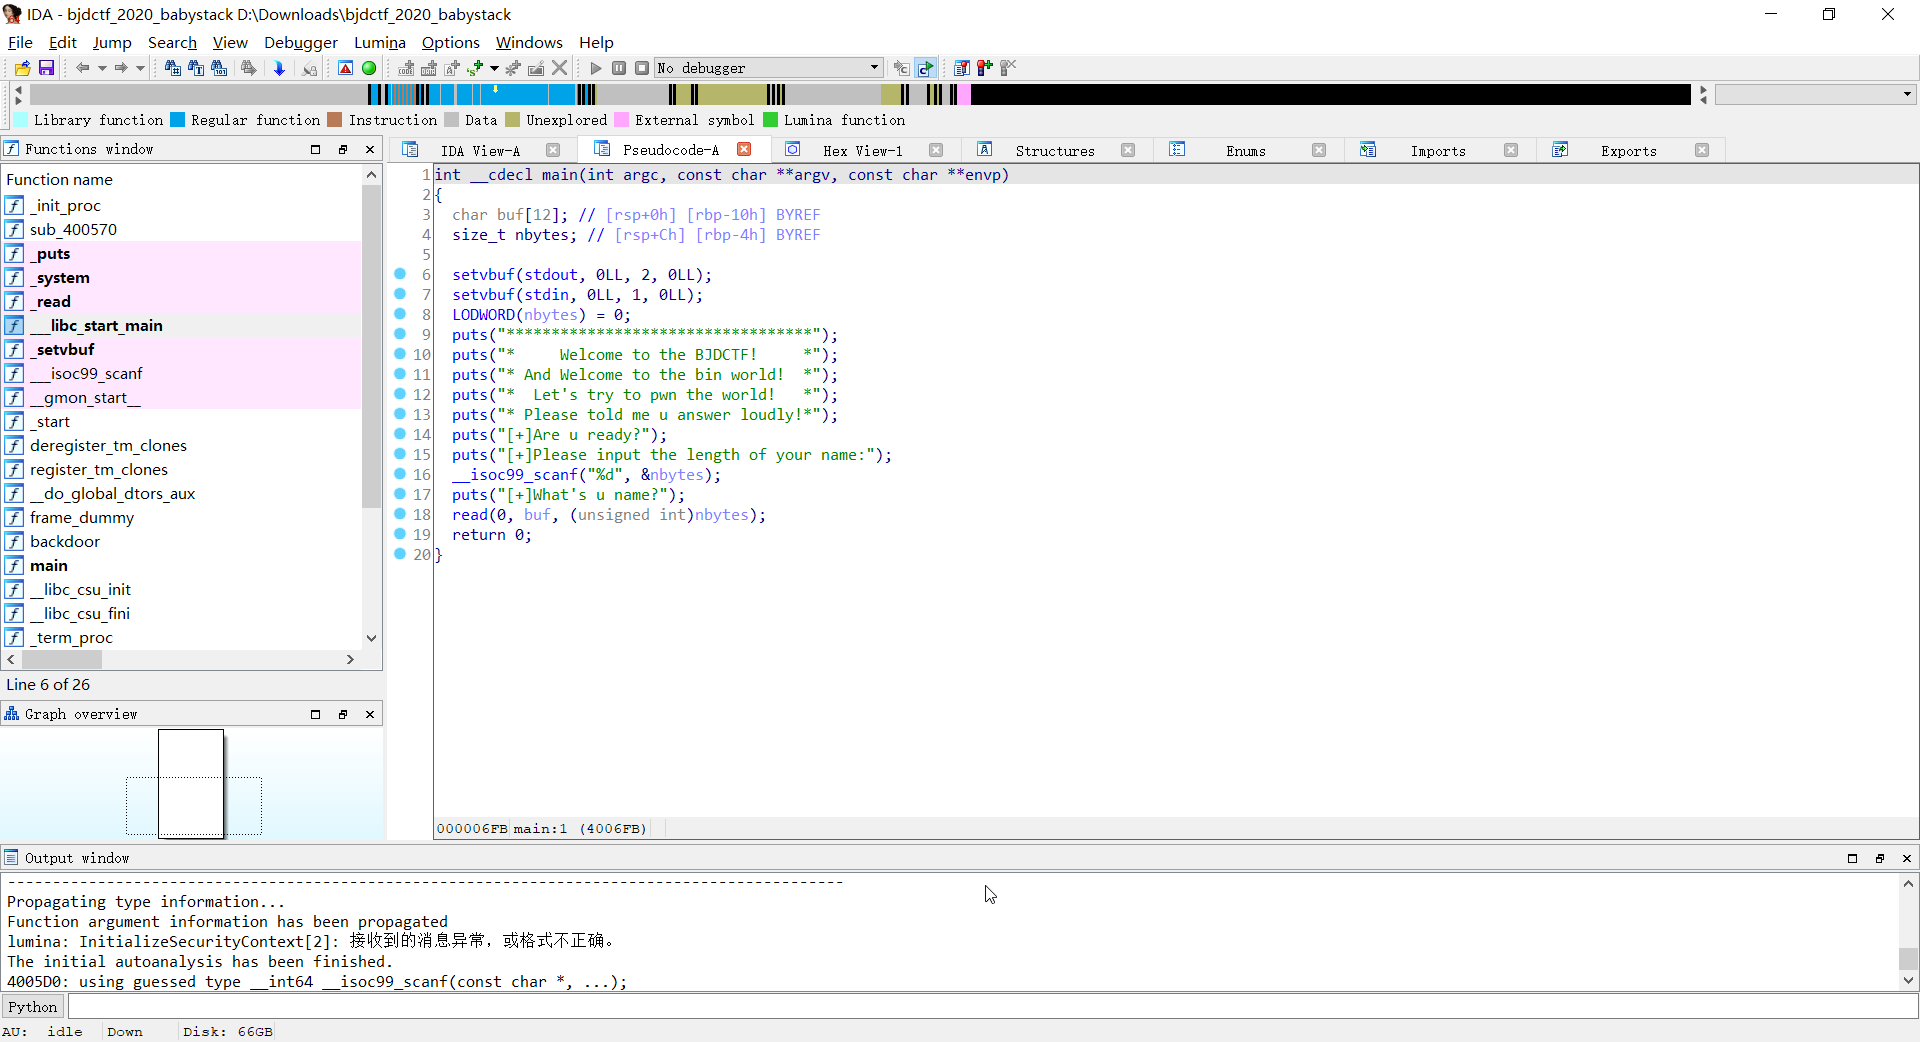 IDA - bjdctf_2020_babystack D:\Downloads\bjdctf_2020_babystack
File Edit Jump Search View Debugger Lumina Options Windows Help
No debugger
Library function Regular function Instruction Data Unexplored External symbol Lumina function
Functions window
IDA View-A Pseudocode-A Hex View-1 Structures Enums Imports Exports
Function name
_init_proc
sub_400570
_puts
_system
_read
___libc_start_main
_setvbuf
___isoc99_scanf
__gmon_start__
_start
deregister_tm_clones
register_tm_clones
__do_global_dtors_aux
frame_dummy
backdoor
main
__libc_csu_init
__libc_csu_fini
_term_proc
Line 6 of 26
Graph overview
1 int __cdecl main(int argc, const char **argv, const char **envp)
2 {
3 char buf[12]; // [rsp+0h] [rbp-10h] BYREF
4 size_t nbytes; // [rsp+Ch] [rbp-4h] BYREF
5
6 setvbuf(stdout, 0LL, 2, 0LL);
7 setvbuf(stdin, 0LL, 1, 0LL);
8 LODWORD(nbytes) = 0;
9 puts("**********************************");
10 puts("*     Welcome to the BJDCTF!     *");
11 puts("* And Welcome to the bin world!  *");
12 puts("*  Let's try to pwn the world!   *");
13 puts("* Please told me u answer loudly!*");
14 puts("[+]Are u ready?");
15 puts("[+]Please input the length of your name:");
16 __isoc99_scanf("%d", &nbytes);
17 puts("[+]What's u name?");
18 read(0, buf, (unsigned int)nbytes);
19 return 0;
20 }
000006FB main:1 (4006FB)
Output window
---------------------------------------------------------------------------------------------
Propagating type information...
Function argument information has been propagated
lumina: InitializeSecurityContext[2]: 接收到的消息异常，或格式不正确。
The initial autoanalysis has been finished.
4005D0: using guessed type __int64 __isoc99_scanf(const char *, ...);
Python
AU: idle Down Disk: 66GB